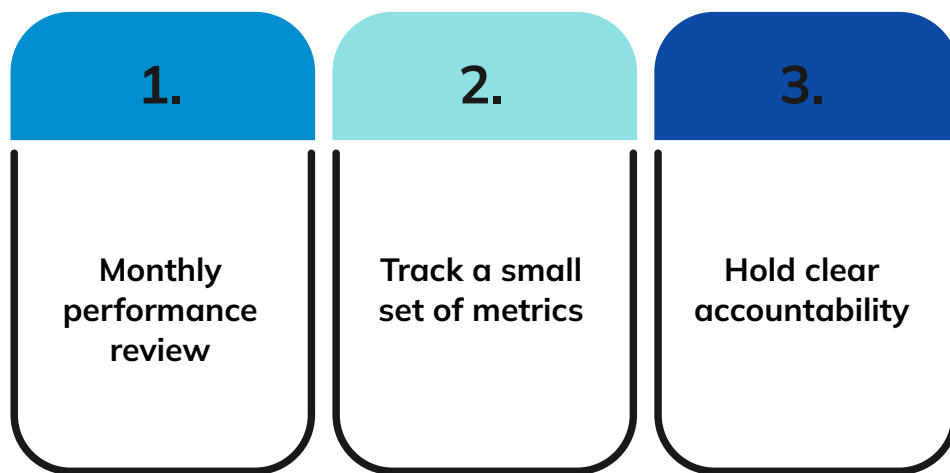 1.
Monthly
performance
review
2.
Track a small
set of metrics
3.
Hold clear
accountability